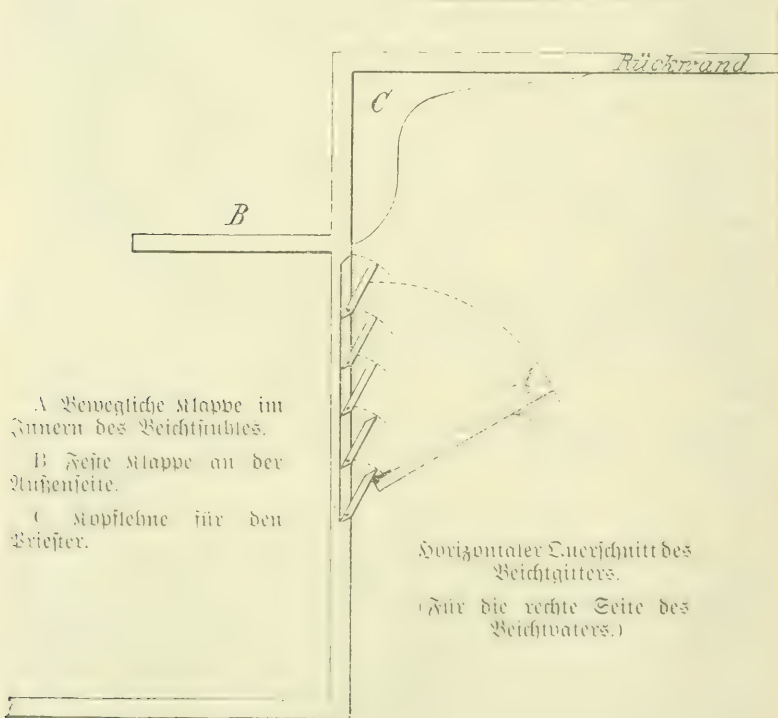 Rückwand
C
B
A Bewegliche Klappe im
Innern des Beichtstuhles.
B Feste Klappe an der
Außenseite.
C Kopflehne für den
Priester.
Horizontaler Querschnitt des
Beichtgitters.
(Für die rechte Seite des
Beichtvaters.)